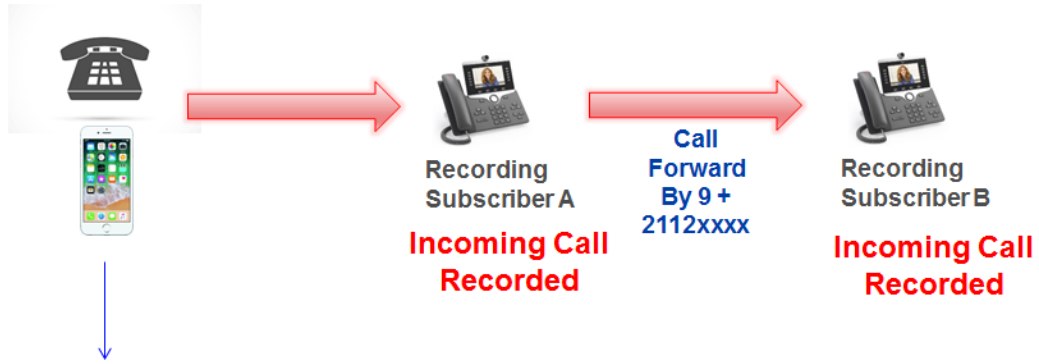 Recording
Subscriber A
Incoming Call
Recorded
Call
Forward
By 9 +
2112xxxx
Recording
Subscriber B
Incoming Call
Recorded